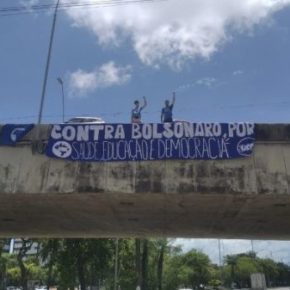 CONTRA BOLSONARO, POR
SAÚDE, EDUCAÇÃO E DEMOCRACIA!